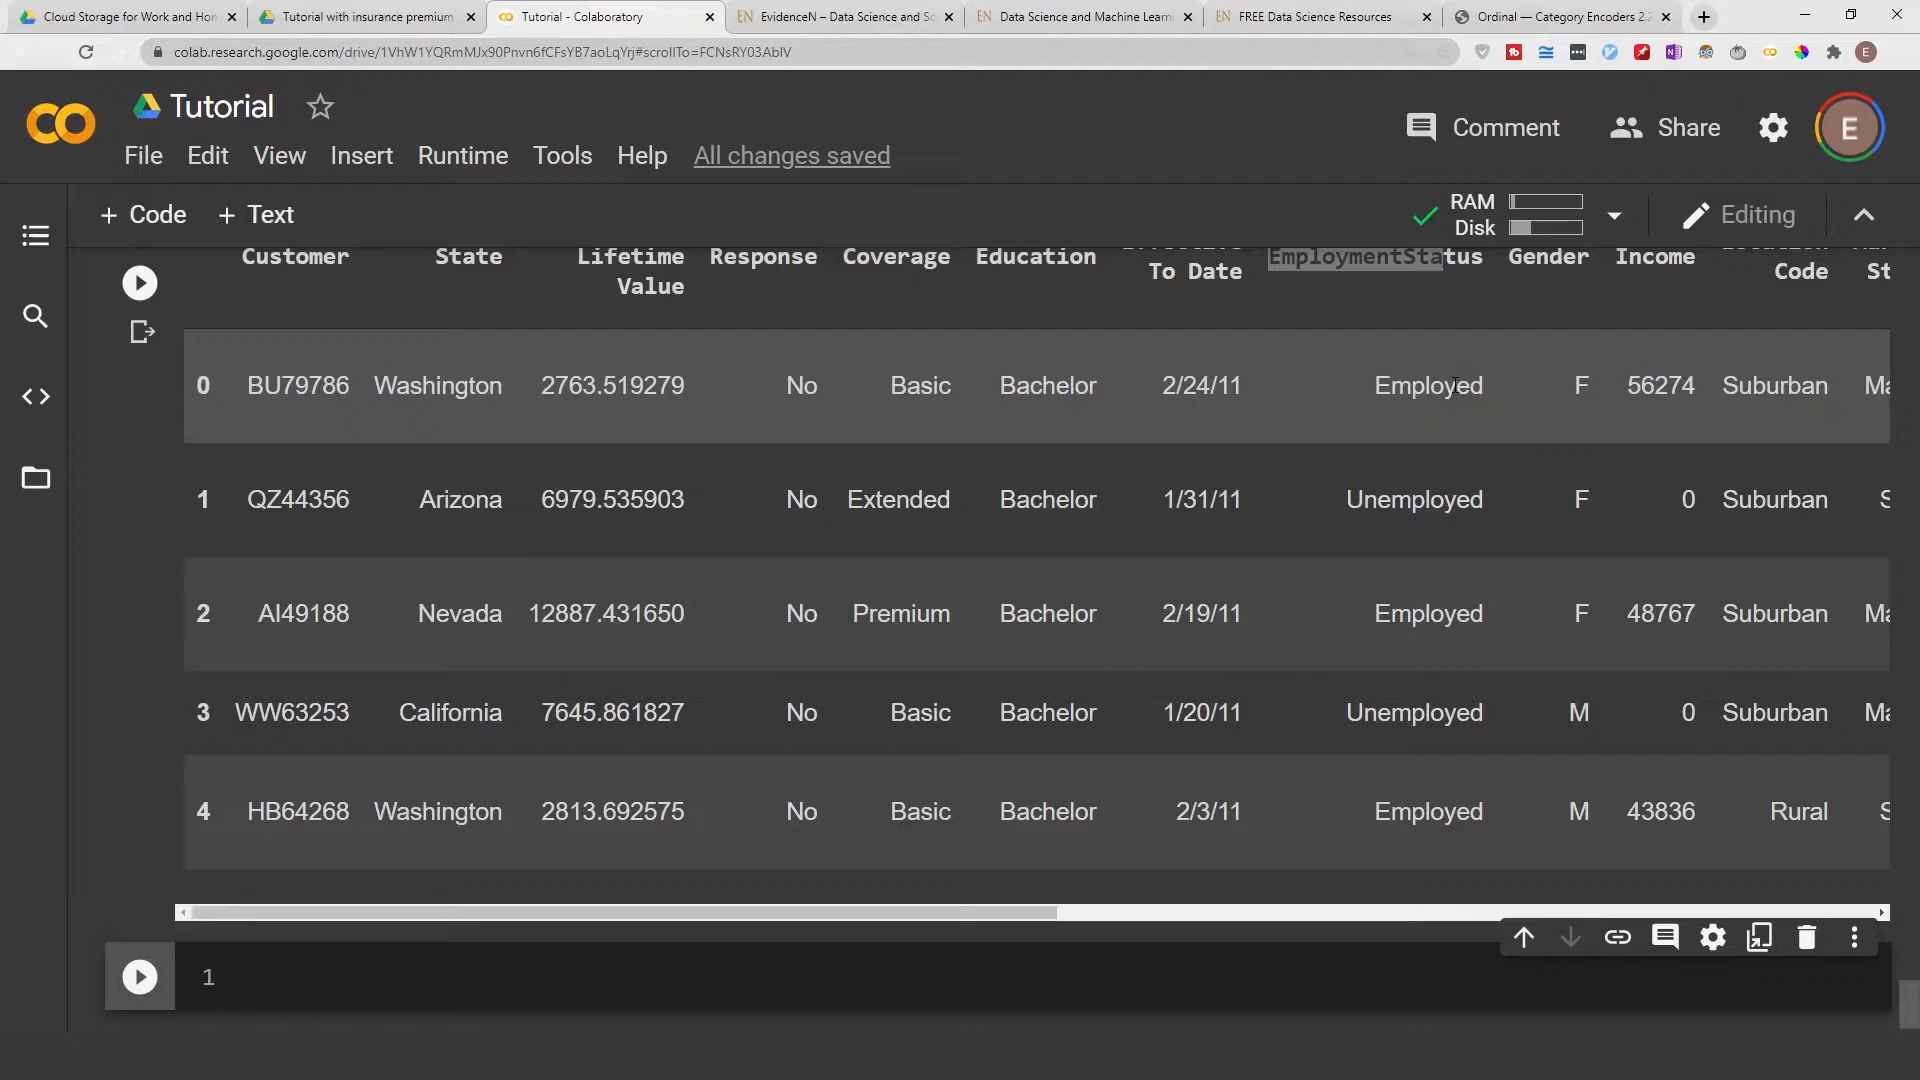 Cloud Storage for Work and Hon
Tutorial with insurance premium
Tutorial - Colaboratory
EvidenceN – Data Science and Sc
Data Science and Machine Learn
FREE Data Science Resources
Ordinal — Category Encoders 2.2
colab.research.google.com/drive/1VhW1YQRmMJx90Pnvn6fCFsYB7aoLqYrj#scrollTo=FCNsRY03AbIV
Tutorial
Comment
Share
E
File Edit View Insert Runtime Tools Help All changes saved
+ Code + Text
RAM
Disk
Editing
Customer State Lifetime Response Coverage Education To Date EmploymentStatus Gender Income Code St
Value
0 BU79786 Washington 2763.519279 No Basic Bachelor 2/24/11 Employed F 56274 Suburban Ma
1 QZ44356 Arizona 6979.535903 No Extended Bachelor 1/31/11 Unemployed F 0 Suburban S
2 AI49188 Nevada 12887.431650 No Premium Bachelor 2/19/11 Employed F 48767 Suburban Ma
3 WW63253 California 7645.861827 No Basic Bachelor 1/20/11 Unemployed M 0 Suburban Ma
4 HB64268 Washington 2813.692575 No Basic Bachelor 2/3/11 Employed M 43836 Rural S
1